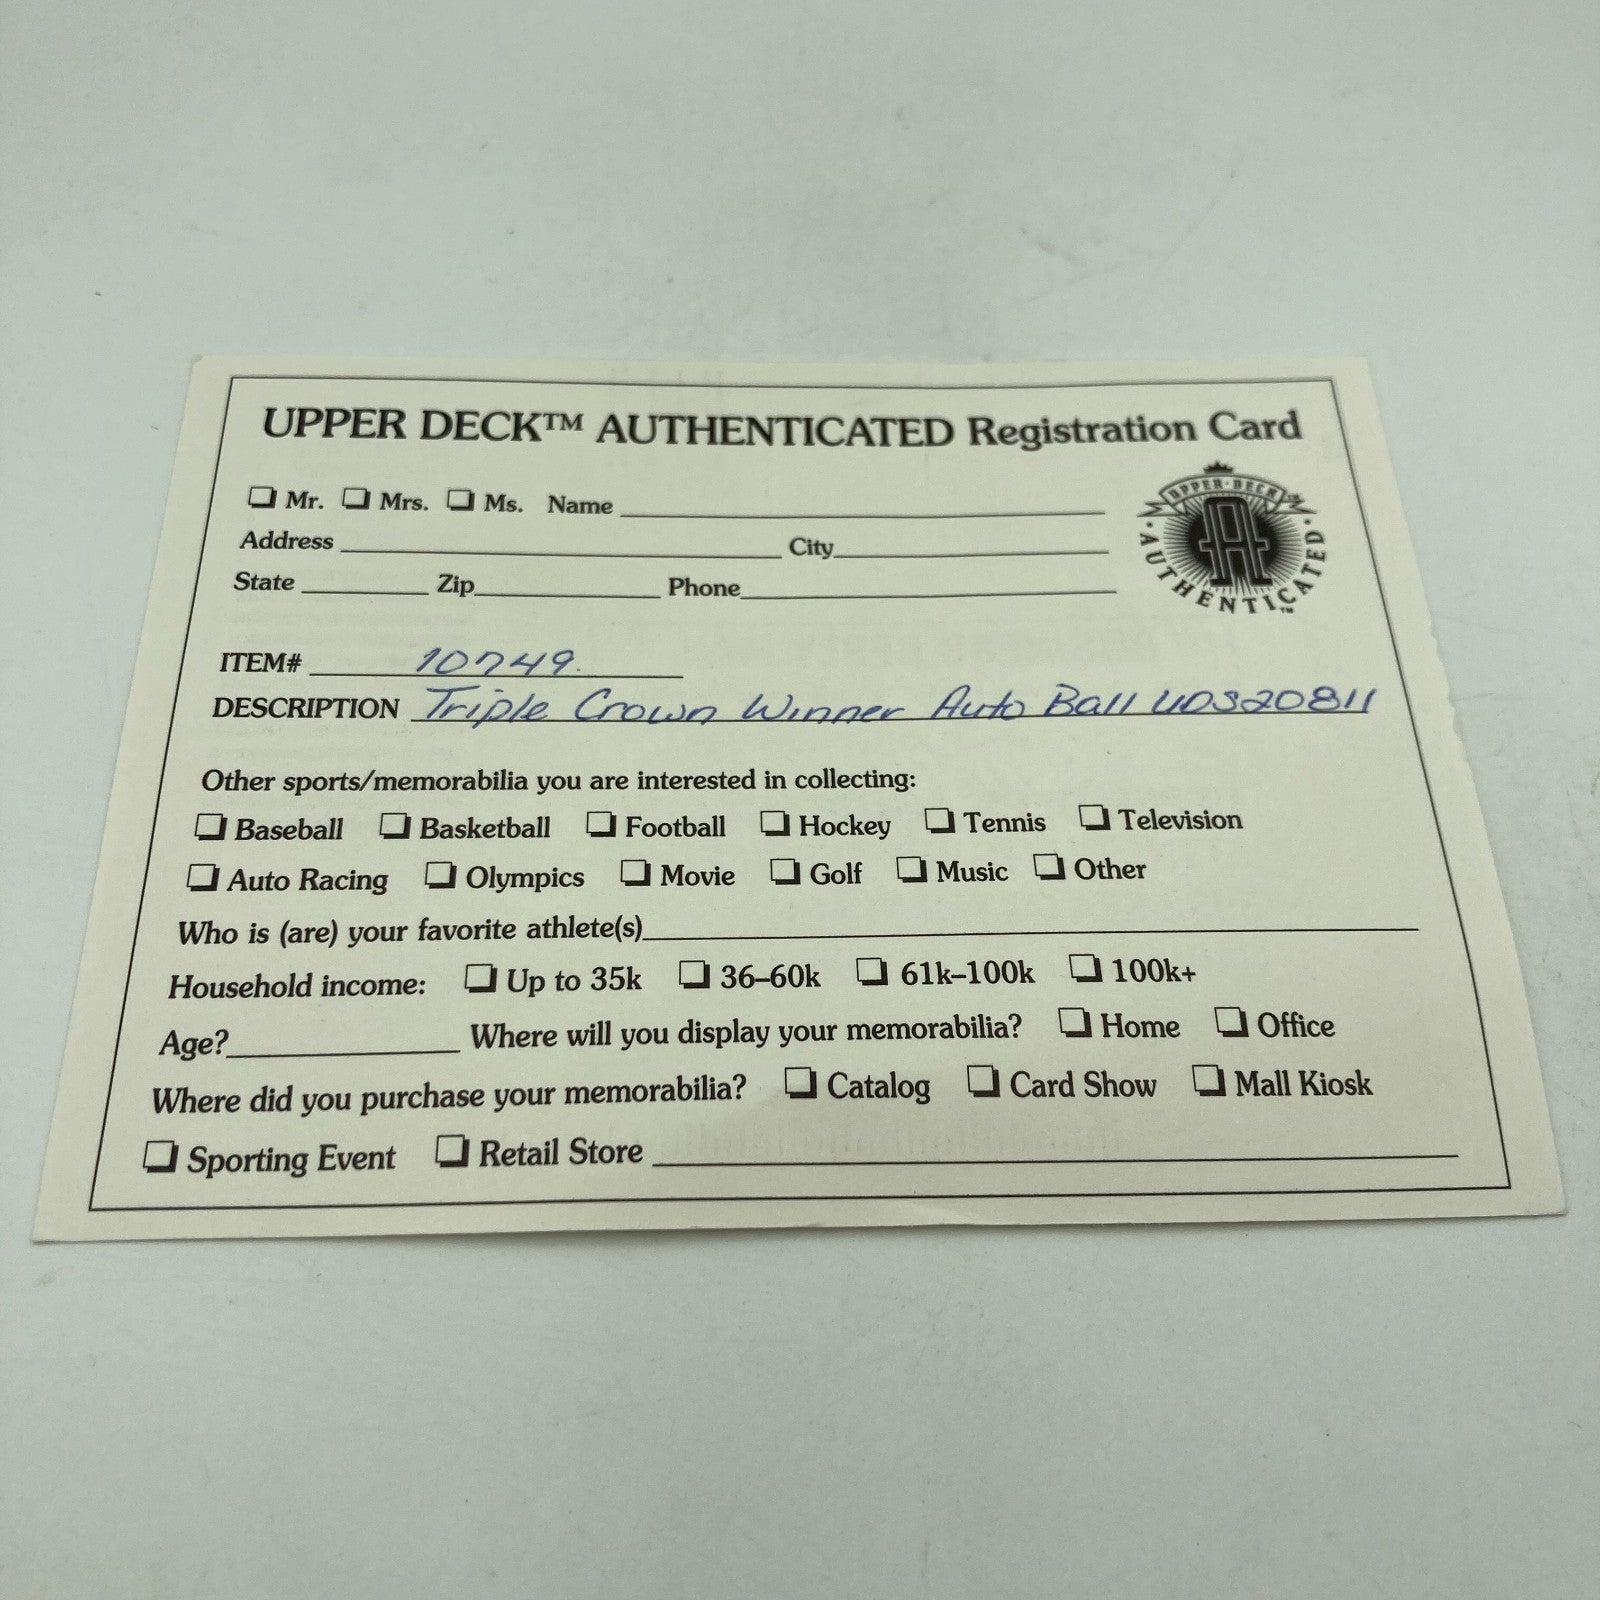 UPPER DECK™ AUTHENTICATED Registration Card
Mr. Mrs. Ms. Name
Address City
State Zip Phone
UPPER·DECK
AUTHENTICATED™
ITEM# 10749.
DESCRIPTION Triple Crown Winner Auto Ball UDS20811
Other sports/memorabilia you are interested in collecting:
Baseball Basketball Football Hockey Tennis Television
Auto Racing Olympics Movie Golf Music Other
Who is (are) your favorite athlete(s)
Household income: Up to 35k 36–60k 61k–100k 100k+
Age? Where will you display your memorabilia? Home Office
Where did you purchase your memorabilia? Catalog Card Show Mall Kiosk
Sporting Event Retail Store